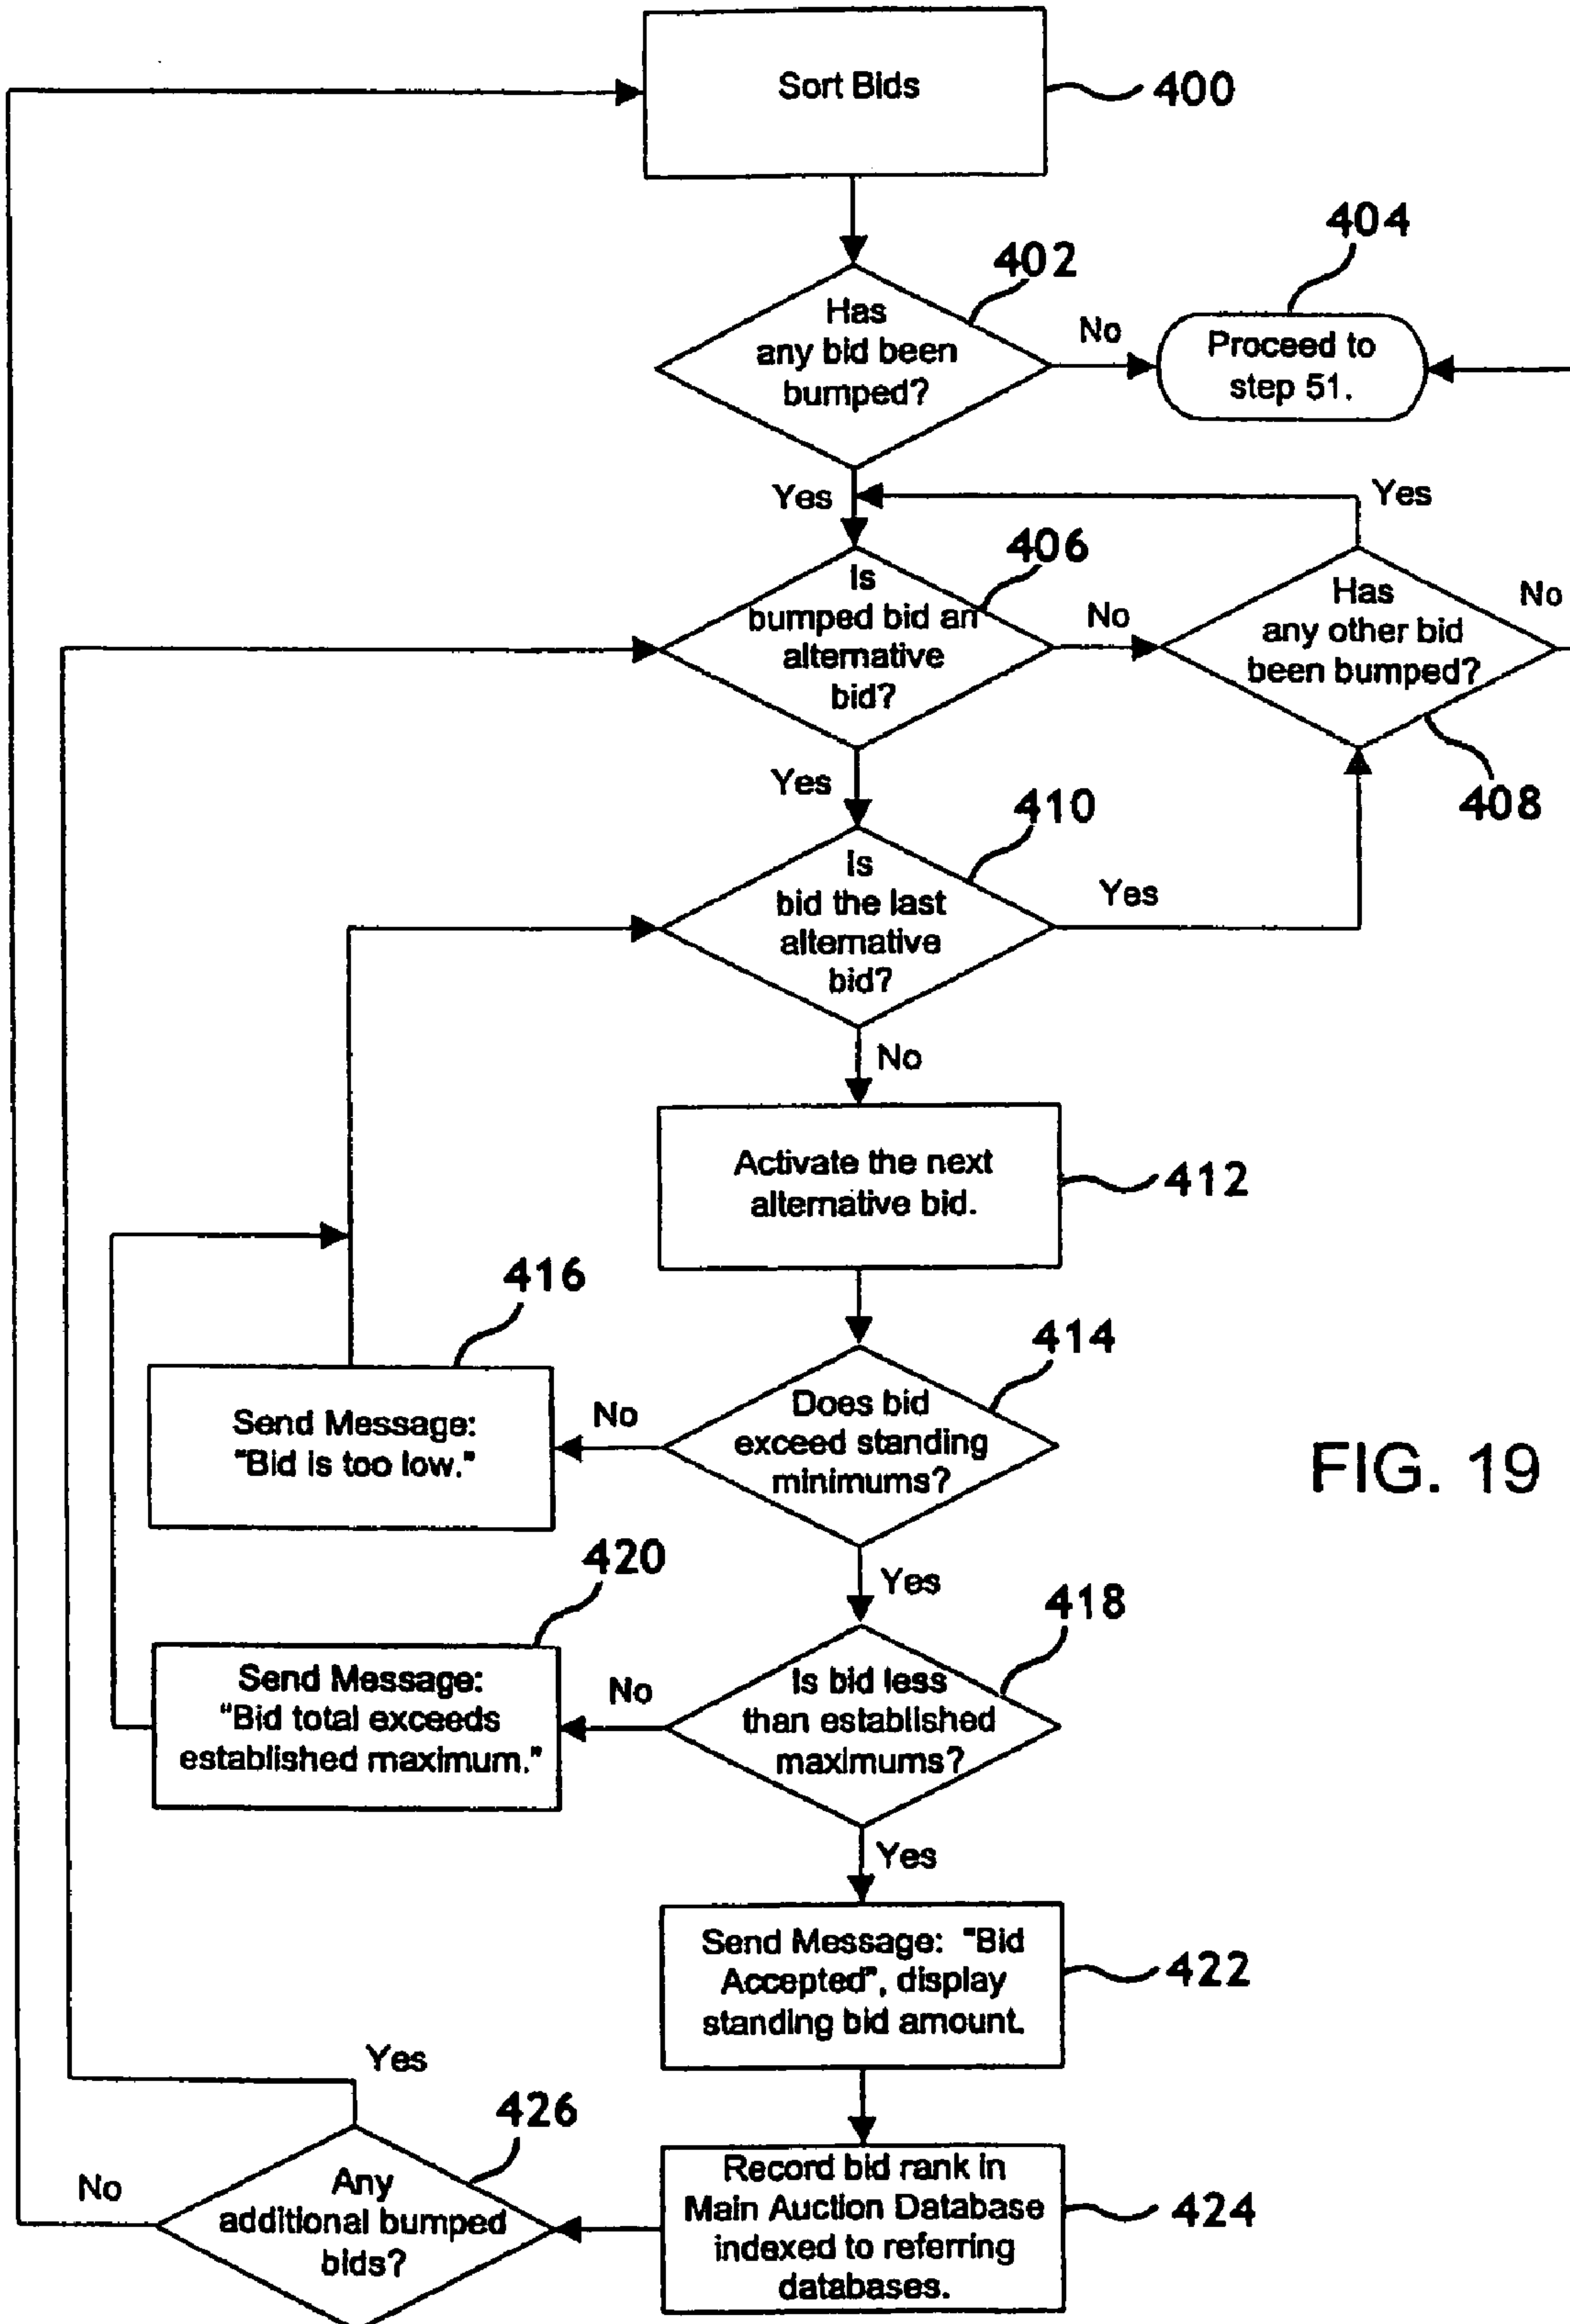 Sort Bids
400
404
402
Has
any bid been
bumped?
No
Proceed to
step 51.
Yes
Yes
406
Is
bumped bid an
alternative
bid?
No
Has
any other bid
been bumped?
No
408
Yes
410
Is
bid the last
alternative
bid?
Yes
No
Activate the next
alternative bid.
412
416
414
Send Message:
"Bid is too low."
No
Does bid
exceed standing
minimums?
FIG. 19
420
Yes
418
Send Message:
"Bid total exceeds
established maximum."
No
Is bid less
than established
maximums?
Yes
Send Message: "Bid
Accepted", display
standing bid amount.
422
Yes
426
No
Any
additional bumped
bids?
Record bid rank in
Main Auction Database
indexed to referring
databases.
424